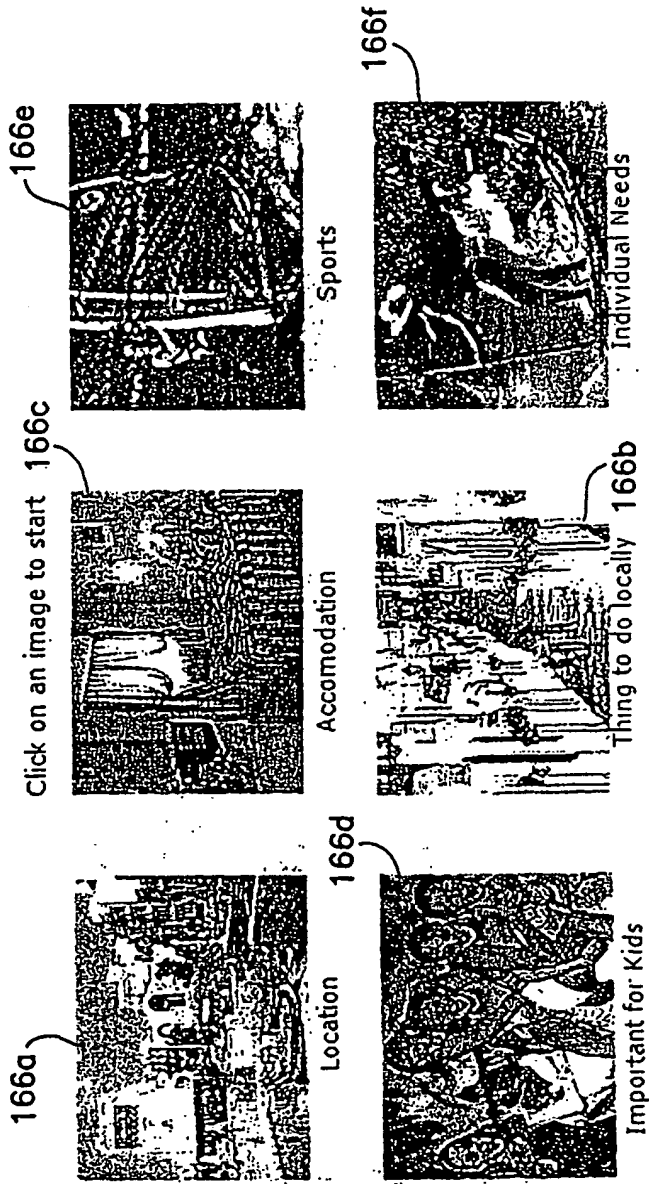 Click on an image to start
166a
166c
166e
Location
Accomodation
Sports
166d
166b
166f
Important for Kids
Thing to do locally
Individual Needs